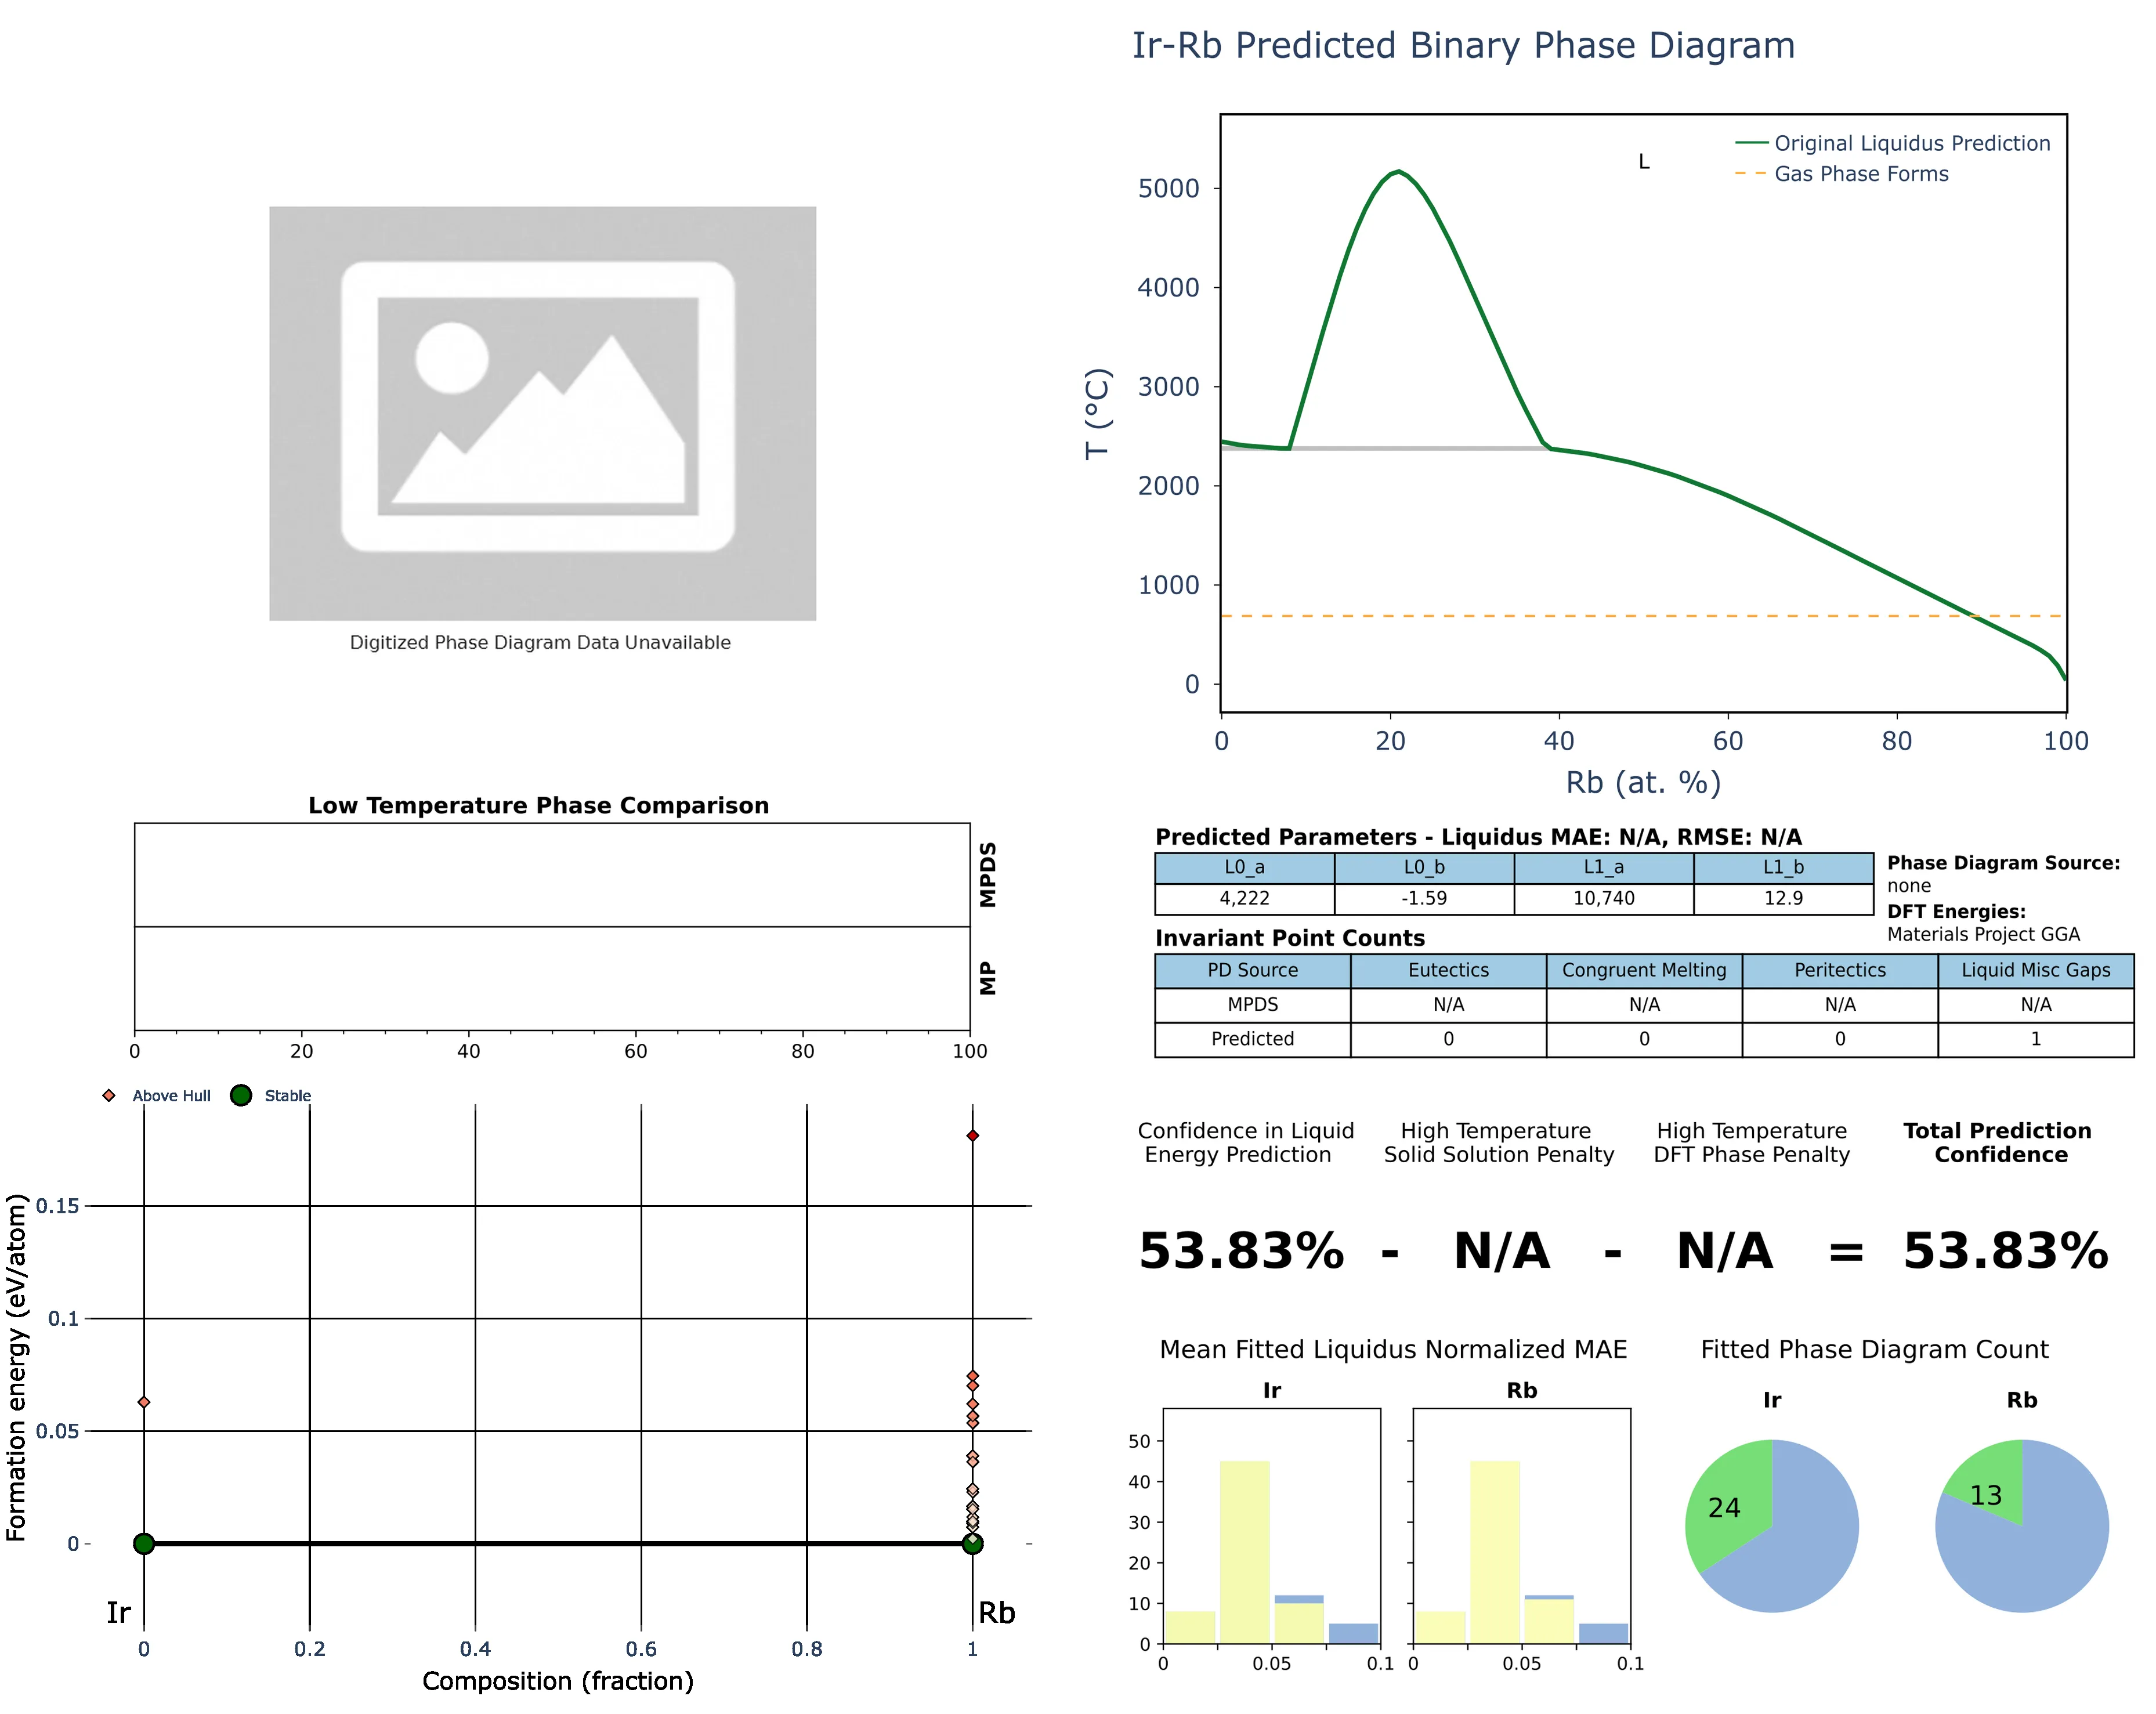 Ir-Rb Predicted Binary Phase Diagram
Digitized Phase Diagram Data Unavailable
L
Original Liquidus Prediction
Gas Phase Forms
T (°C)
5000
4000
3000
2000
1000
0
0 20 40 60 80 100
Rb (at. %)
Low Temperature Phase Comparison
MPDS
MP
0 20 40 60 80 100
Predicted Parameters - Liquidus MAE: N/A, RMSE: N/A
L0_a L0_b L1_a L1_b
4,222 -1.59 10,740 12.9
Phase Diagram Source:
none
DFT Energies:
Materials Project GGA
Invariant Point Counts
PD Source Eutectics Congruent Melting Peritectics Liquid Misc Gaps
MPDS N/A N/A N/A N/A
Predicted 0 0 0 1
Above Hull Stable
Formation energy (eV/atom)
0.15
0.1
0.05
0
Ir Rb
0 0.2 0.4 0.6 0.8 1
Composition (fraction)
Confidence in Liquid
Energy Prediction
High Temperature
Solid Solution Penalty
High Temperature
DFT Phase Penalty
Total Prediction
Confidence
53.83% - N/A - N/A = 53.83%
Mean Fitted Liquidus Normalized MAE
Ir Rb
50
40
30
20
10
0
0 0.05 0.1 0 0.05 0.1
Fitted Phase Diagram Count
Ir Rb
24 13